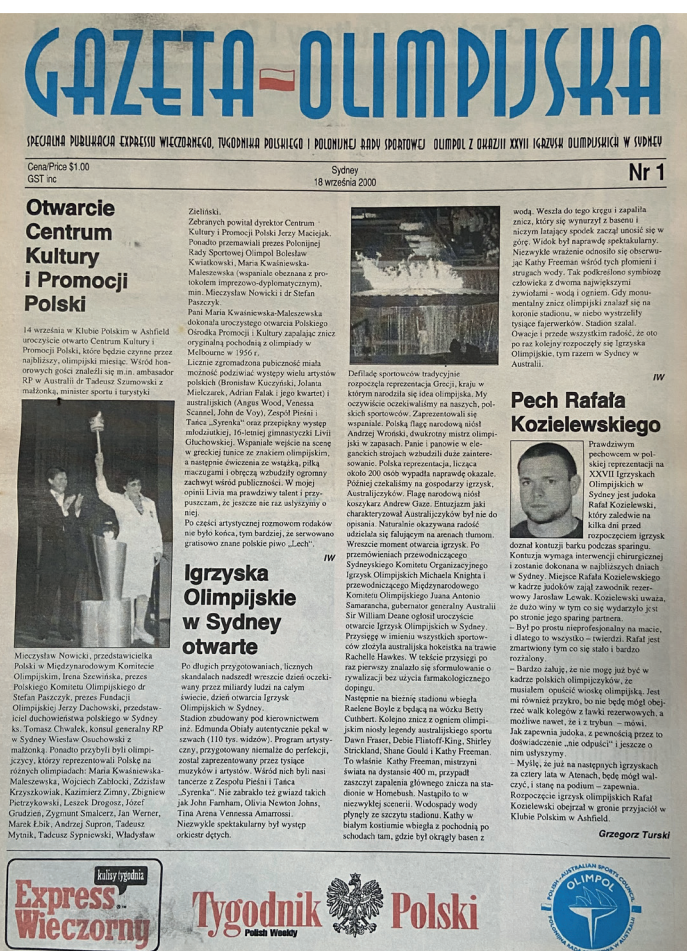 GAZETA OLIMPIJSKA
SPECJALNA PUBLIKACJA EXPRESSU WIECZORNEGO, TYGODNIKA POLSKIEGO I POLONIJNEJ RADY SPORTOWEJ OLIMPOL Z OKAZJI XXVII IGRZYSK OLIMPIJSKICH W SYDNEY
Cena/Price $1.00
GST inc
Sydney
18 września 2000
Nr 1
Otwarcie
Centrum
Kultury
i Promocji
Polski
14 września w Klubie Polskim w Ashfield
uroczyście otwarto Centrum Kultury i
Promocji Polski, które będzie czynne przez
najbliższy, olimpijski miesiąc. Wśród hon-
orowych gości znaleźli się m.in. ambasador
RP w Australii dr Tadeusz Szumowski z
małżonką, minister sportu i turystyki
Mieczysław Nowicki, przedstawicielka
Polski w Międzynarodowym Komitecie
Olimpijskim, Irena Szewińska, prezes
Polskiego Komitetu Olimpijskiego dr
Stefan Paszczyk, prezes Fundacji
Olimpijskiej Jerzy Dachowski, przedstaw-
iciel duchowieństwa polskiego w Sydney
ks. Tomasz Chwałek, konsul generalny RP
w Sydney Wiesław Osuchowski z
małżonką. Ponadto przybyli byli olimpi-
jczycy, którzy reprezentowali Polskę na
różnych olimpiadach: Maria Kwaśniewska-
Maleszewska, Wojciech Zabłocki, Zdzisław
Krzyszkowiak, Kazimierz Zimny, Zbigniew
Pietrzykowski, Leszek Drogosz, Józef
Grudzien, Zygmunt Smalcerz, Jan Werner,
Marek Łbik, Andrzej Supron, Tadeusz
Mytnik, Tadeusz Sypniewski, Władysław
Zieliński.
Zebranych powitał dyrektor Centrum
Kultury i Promocji Polski Jerzy Maciejak.
Ponadto przemawiali prezes Polonijnej
Rady Sportowej Olimpol Bolesław
Kwiatkowski, Maria Kwaśniewska-
Maleszewska (wspaniale obeznana z pro-
tokołem imprezowo-dyplomatycznym),
min. Mieczysław Nowicki i dr Stefan
Paszczyk.
Pani Maria Kwaśniewska-Maleszewska
dokonała uroczystego otwarcia Polskiego
Ośrodka Promocji i Kultury zapalając znicz
oryginalną pochodnią z olimpiady w
Melbourne w 1956 r.
Licznie zgromadzona publiczność miała
możność podziwiać występy wielu artystów
polskich (Bronisław Kuczyński, Jolanta
Mielczarek, Adrian Falak i jego kwartet) i
australijskich (Angus Wood, Venessa
Scannel, John de Voy), Zespół Pieśni i
Tańca „Syrenka” oraz przepiękny występ
młodziutkiej, 16-letniej gimnastyczki Livii
Głuchowskiej. Wspaniałe wejście na scenę
w greckiej tunice ze znakiem olimpijskim,
a następnie ćwiczenia ze wstążką, piłką
maczugami i obręczą wzbudziły ogromny
zachwyt wśród publiczności. W mojej
opinii Livia ma prawdziwy talent i przy-
puszczam, że jeszcze nie raz usłyszymy o
niej.
Po części artystycznej rozmowom rodaków
nie było końca, tym bardziej, że serwowano
gratisowo znane polskie piwo „Lech”.
IW
Igrzyska
Olimpijskie
w Sydney
otwarte
Po długich przygotowaniach, licznych
skandalach nadszedł wreszcie dzień oczeki-
wany przez miliardy ludzi na całym
świecie, dzień otwarcia Igrzysk
Olimpijskich w Sydney.
Stadion zbudowany pod kierownictwem
inż. Edmunda Obiały autentycznie pękał w
szwach (110 tys. widzów). Program artysty-
czny, przygotowany niemalże do perfekcji,
został zaprezentowany przez tysiące
muzyków i artystów. Wśród nich byli nasi
tancerze z Zespołu Pieśni i Tańca
„Syrenka”. Nie zabrakło też gwiazd takich
jak John Farnham, Olivia Newton Johns,
Tina Arena Vennessa Amarrossi.
Niezwykle spektakularny był występ
orkiestr dętych.
Defiladę sportowców tradycyjnie
rozpoczęła reprezentacja Grecji, kraju w
którym narodziła się idea olimpijska. My
oczywiście oczekiwaliśmy na naszych, pol-
skich sportowców. Zaprezentowali się
wspaniale. Polską flagę narodową niósł
Andrzej Wroński, dwukrotny mistrz olimpi-
jski w zapasach. Panie i panowie w ele-
ganckich strojach wzbudzili duże zaintere-
sowanie. Polska reprezentacja, licząca
około 200 osób wypadła naprawdę okazale.
Później czekaliśmy na gospodarzy igrzysk,
Australijczyków. Flagę narodową niósł
koszykarz Andrew Gaze. Entuzjazm jaki
charakteryzował Australijczyków był nie do
opisania. Naturalnie okazywana radość
udzielała się falującym na arenach tłumom.
Wreszcie moment otwarcia igrzysk. Po
przemówieniach przewodniczącego
Sydneyskiego Komitetu Organizacyjnego
Igrzysk Olimpijskich Michaela Knighta i
przewodniczącego Międzynarodowego
Komitetu Olimpijskiego Juana Antonio
Samarancha, gubernator generalny Australii
Sir William Deane ogłosił uroczyście
otwarcie Igrzysk Olimpijskich w Sydney.
Przysięgę w imieniu wszystkich sportow-
ców złożyła australijska hokeistka na trawie
Rachelle Hawkes. W tekście przysięgi po
raz pierwszy znalazło się sformułowanie o
rywalizacji bez użycia farmakologicznego
dopingu.
Następnie na bieżnię stadionu wbiegła
Raelene Boyle z będącą na wózku Betty
Cuthbert. Kolejno znicz z ogniem olimpi-
jskim niosły legendy australijskiego sportu
Dawn Fraser, Debie Flintoff-King, Shirley
Strickland, Shane Gould i Kathy Freeman.
To właśnie Kathy Freeman, mistrzyni
świata na dystansie 400 m, przypadł
zaszczyt zapalenia głównego znicza na sta-
dionie w Homebush. Nastąpiło to w
niezwykłej scenerii. Wodospady wody
płynęły ze szczytu stadionu. Kathy w
białym kostiumie wbiegła z pochodnią po
schodach tam, gdzie był okrągły basen z
wodą. Weszła do tego kręgu i zapaliła
znicz, który się wynurzył z basenu i
niczym latający spodek zaczął unosić się w
górę. Widok był naprawdę spektakularny.
Niezwykłe wrażenie odnosiło się obserwu-
jąc Kathy Freeman wśród tych płomieni i
strugach wody. Tak podkreślono symbiozę
człowieka z dwoma największymi
żywiołami - wodą i ogniem. Gdy monu-
mentalny znicz olimpijski znalazł się na
koronie stadionu, w niebo wystrzeliły
tysiące fajerwerków. Stadion szalał.
Owacje i przede wszystkim radość, że oto
po raz kolejny rozpoczęły się Igrzyska
Olimpijskie, tym razem w Sydney w
Australii.
IW
Pech Rafała
Kozielewskiego
Prawdziwym
pechowcem w pol-
skiej reprezentacji na
XXVII Igrzyskach
Olimpijskich w
Sydney jest judoka
Rafał Kozielewski,
który zaledwie na
kilka dni przed
rozpoczęciem igrzysk
doznał kontuzji barku podczas sparingu.
Kontuzja wymaga interwencji chirurgicznej
i zostanie dokonana w najbliższych dniach
w Sydney. Miejsce Rafała Kozielewskiego
w kadrze judoków zajął zawodnik rezer-
wowy Jarosław Lewak. Kozielewski uważa,
że dużo winy w tym co się wydarzyło jest
po stronie jego sparing partnera.
– Był po prostu nieprofesjonalny na macie,
i dlatego to wszystko – twierdzi. Rafał jest
zmartwiony tym co się stało i bardzo
rozżalony.
– Bardzo żałuję, że nie mogę już być w
kadrze polskich olimpijczyków, że
musiałem opuścić wioskę olimpijską. Jest
mi również przykro, bo nie będę mógł obej-
rzeć walk kolegów z ławki rezerwowych, a
możliwe nawet, że i z trybun – mówi.
Jak zapewnia judoka, z pewnością przez to
doświadczenie „nie odpuści” i jeszcze o
nim usłyszymy.
– Myślę, że już na następnych igrzyskach
za cztery lata w Atenach, będę mógł wal-
czyć, i stanę na podium – zapewnia.
Rozpoczęcie igrzysk olimpijskich Rafał
Kozielewski obejrzał w gronie przyjaciół w
Klubie Polskim w Ashfield.
Grzegorz Turski
kulisy tygodnia
Express
Wieczorny
Tygodnik Polski
Polish Weekly
POLISH-AUSTRALIAN SPORTS COUNCIL
OLIMPOL